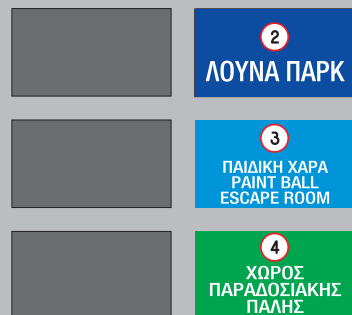 2
ΛΟΥΝΑ ΠΑΡΚ
3
ΠΑΙΔΙΚΗ ΧΑΡΑ
PAINT BALL
ESCAPE ROOM
4
ΧΩΡΟΣ
ΠΑΡΑΔΟΣΙΑΚΗΣ
ΠΑΛΗΣ